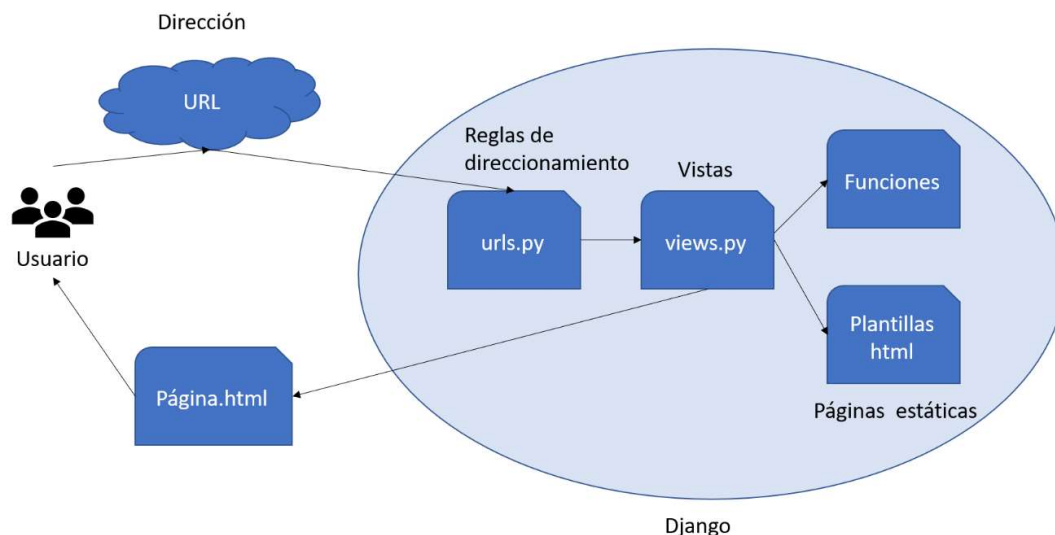 Dirección
URL
Reglas de
direccionamiento
Vistas
Funciones
urls.py
views.py
Usuario
Plantillas
html
Página.html
Páginas estáticas
Django